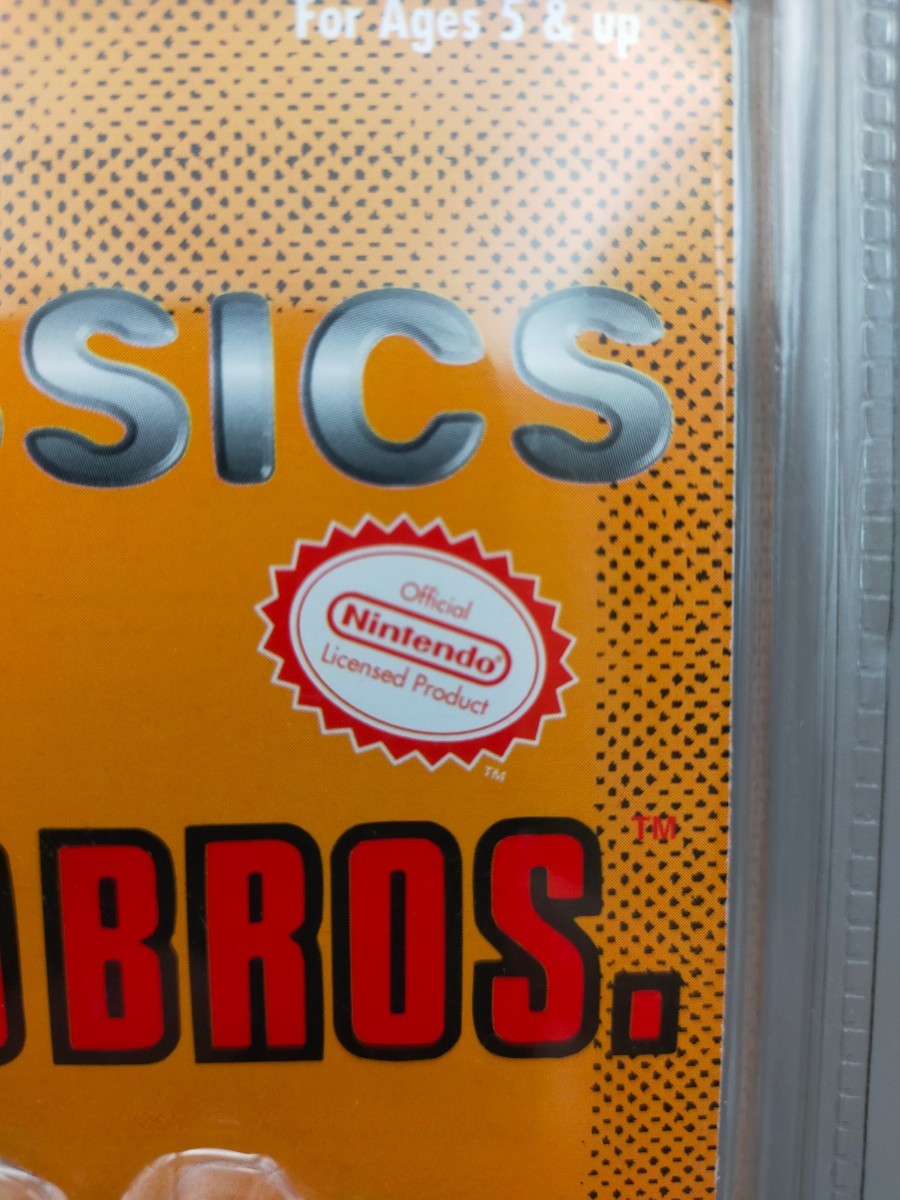 For Ages 5 & up
SSICS
Official
Nintendo®
Licensed Product
TM
BROS.™